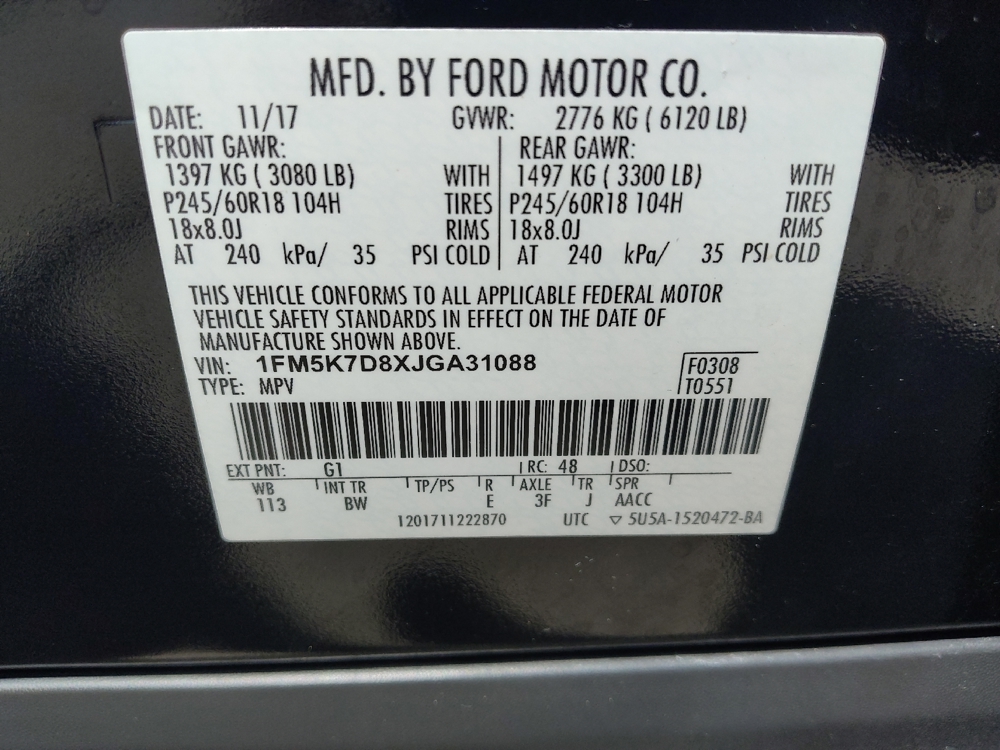 MFD. BY FORD MOTOR CO.
DATE: 11/17 GVWR: 2776 KG ( 6120 LB)
FRONT GAWR: REAR GAWR:
1397 KG ( 3080 LB) WITH 1497 KG ( 3300 LB) WITH
P245/60R18 104H TIRES P245/60R18 104H TIRES
18x8.0J RIMS 18x8.0J RIMS
AT 240 kPa/ 35 PSI COLD AT 240 kPa/ 35 PSI COLD
THIS VEHICLE CONFORMS TO ALL APPLICABLE FEDERAL MOTOR
VEHICLE SAFETY STANDARDS IN EFFECT ON THE DATE OF
MANUFACTURE SHOWN ABOVE.
VIN: 1FM5K7D8XJGA31088 F0308
TYPE: MPV T0551
EXT PNT: G1 RC: 48 DSO:
WB INT TR TP/PS R AXLE TR SPR
113 BW E 3F J AACC
1201711222870 UTC ▽ 5U5A-1520472-BA